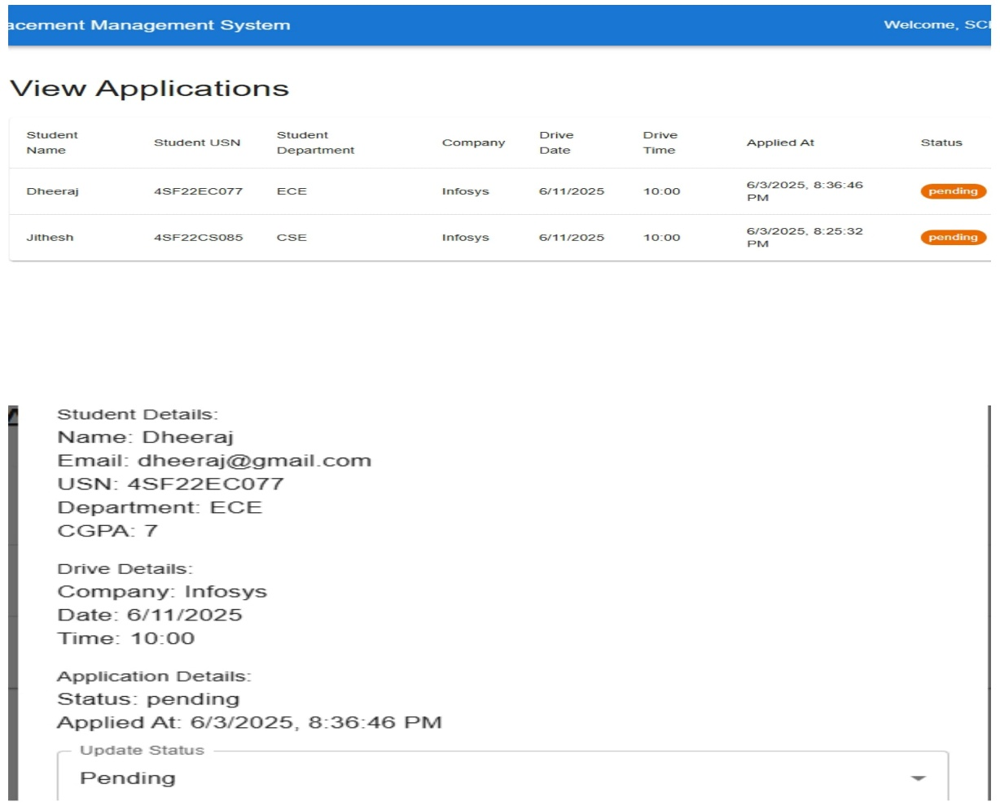 acement Management System Welcome, SC
View Applications
Student Name Student USN Student Department Company Drive Date Drive Time Applied At Status
Dheeraj 4SF22EC077 ECE Infosys 6/11/2025 10:00 6/3/2025, 8:36:46 PM pending
Jithesh 4SF22CS085 CSE Infosys 6/11/2025 10:00 6/3/2025, 8:25:32 PM pending
Student Details:
Name: Dheeraj
Email: dheeraj@gmail.com
USN: 4SF22EC077
Department: ECE
CGPA: 7
Drive Details:
Company: Infosys
Date: 6/11/2025
Time: 10:00
Application Details:
Status: pending
Applied At: 6/3/2025, 8:36:46 PM
Update Status
Pending